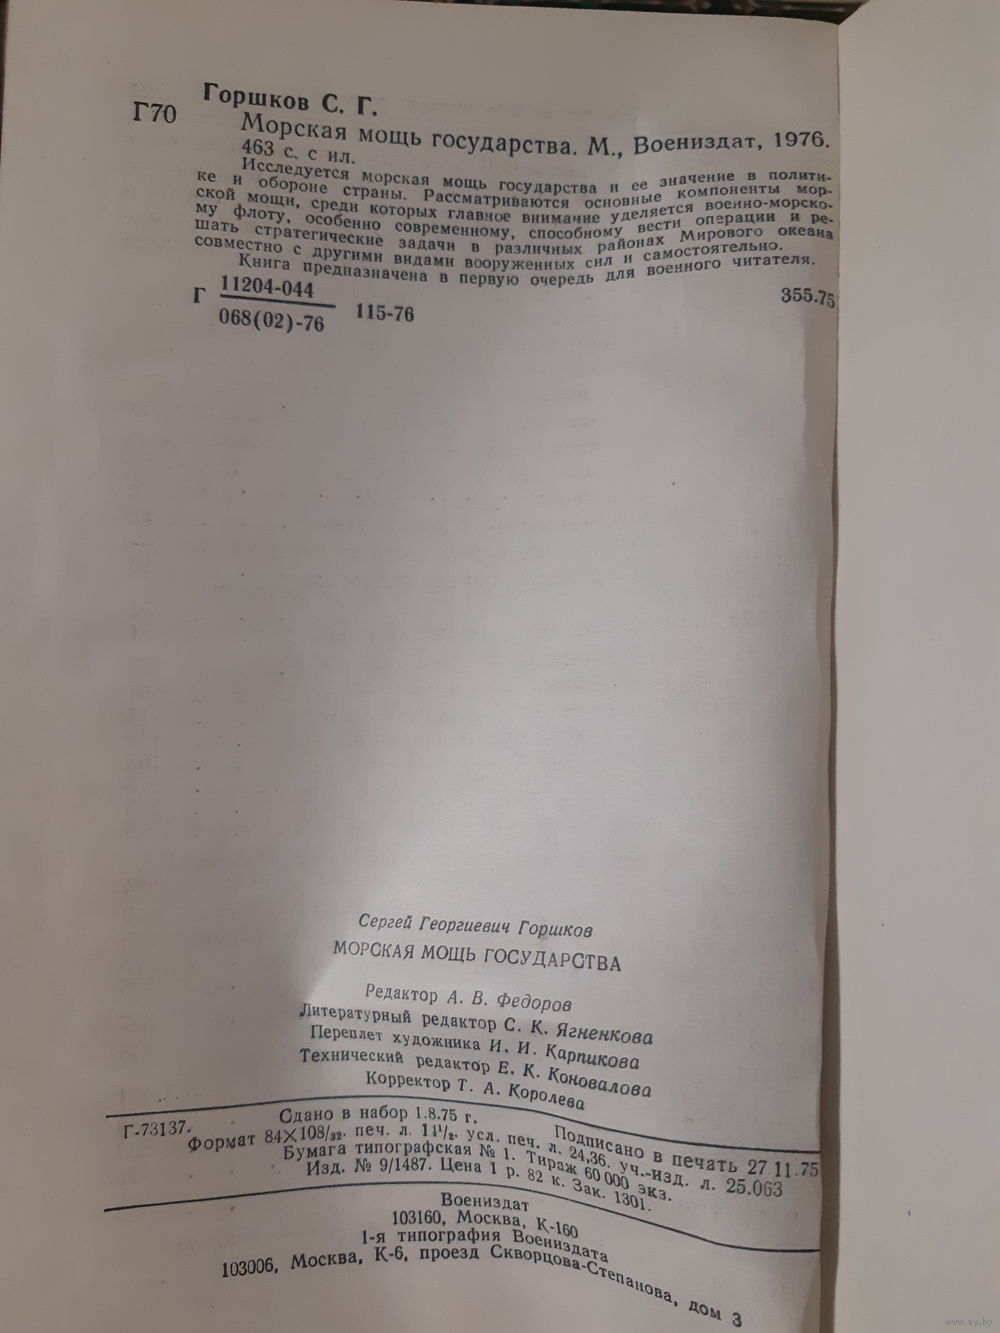 Горшков С. Г.
Г70
Морская мощь государства. М., Воениздат, 1976.
463 с. с ил.
Исследуется морская мощь государства и ее значение в полити-
ке и обороне страны. Рассматриваются основные компоненты мор-
ской мощи, среди которых главное внимание уделяется военно-морско-
му флоту, особенно современному, способному вести операции и ре-
шать стратегические задачи в различных районах Мирового океана
совместно с другими видами вооруженных сил и самостоятельно.
Книга предназначена в первую очередь для военного читателя.
Г 11204-044
068(02)-76 115-76
355.75
Сергей Георгиевич Горшков
МОРСКАЯ МОЩЬ ГОСУДАРСТВА
Редактор А. В. Федоров
Литературный редактор С. К. Ягненкова
Переплет художника И. И. Карпикова
Технический редактор Е. К. Коновалова
Корректор Т. А. Королева
Сдано в набор 1.8.75 г. Подписано в печать 27 11.75
Г-73137.
Формат 84×108/32. печ. л. 14½. усл. печ. л. 24,36. уч.-изд. л. 25.063
Бумага типографская № 1. Тираж 60 000 экз.
Изд. № 9/1487. Цена 1 р. 82 к. Зак. 1301.
Воениздат
103160, Москва, К-160
1-я типография Воениздата
103006, Москва, К-6, проезд Скворцова-Степанова, дом 3
www.ay.by